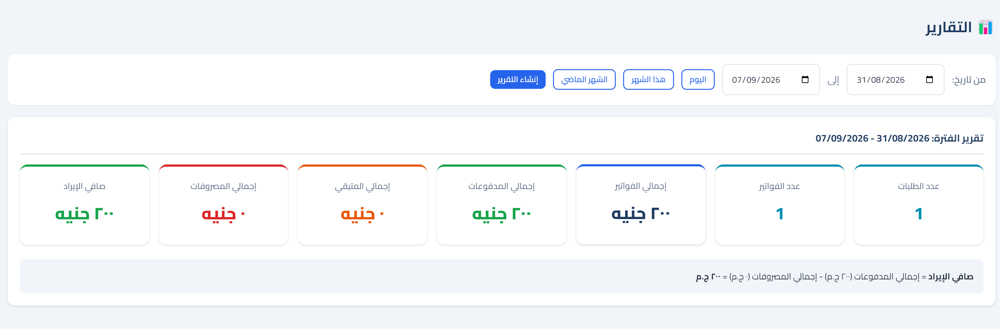 التقارير
من تاريخ: 31/08/2026 إلى 07/09/2026 اليوم هذا الشهر الشهر الماضي إنشاء التقرير
تقرير الفترة: 31/08/2026 - 07/09/2026
عدد الطلبات
1
عدد الفواتير
1
إجمالي الفواتير
٢٠٠ جنيه
إجمالي المدفوعات
٢٠٠ جنيه
إجمالي المتبقي
٠ جنيه
إجمالي المصروفات
٠ جنيه
صافي الإيراد
٢٠٠ جنيه
صافي الإيراد = إجمالي المدفوعات (٢٠٠ ج.م) - إجمالي المصروفات (٠ ج.م) = ٢٠٠ ج.م